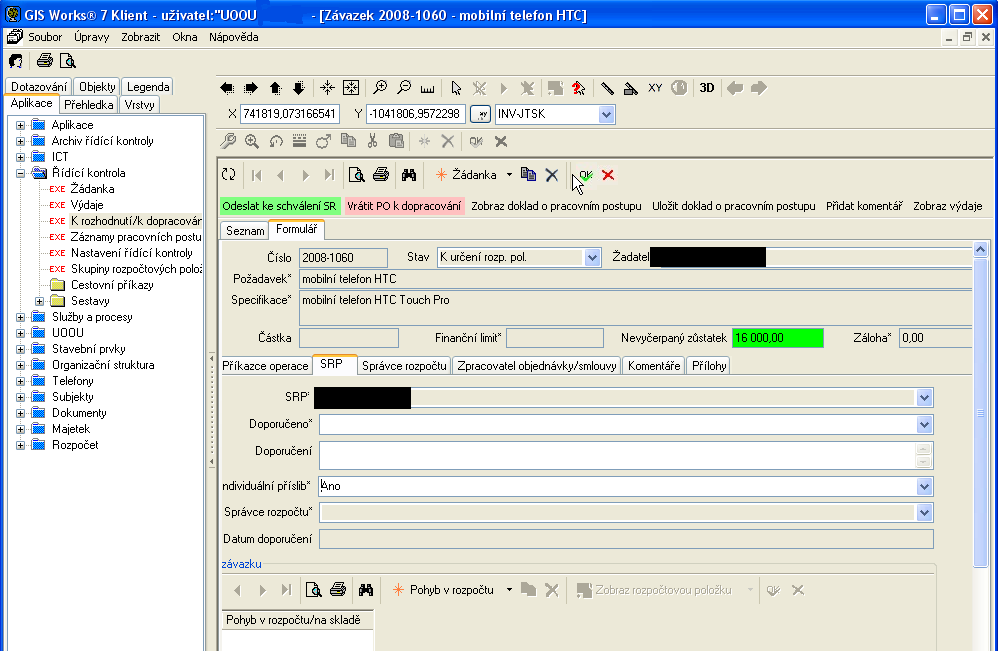 GIS Works® 7 Klient - uživatel:"UOOU - [Závazek 2008-1060 - mobilní telefon HTC]
Soubor Úpravy Zobrazit Okna Nápověda
Dotazování Objekty Legenda
Aplikace Přehledka Vrstvy
Aplikace
Archiv řídící kontroly
ICT
Řídící kontrola
EXE Žádanka
EXE Výdaje
EXE K rozhodnutí/k dopracován
EXE Záznamy pracovních postu
EXE Nastavení řídící kontroly
EXE Skupiny rozpočtových polož
Cestovní příkazy
Sestavy
Služby a procesy
UOOU
Stavební prvky
Organizační struktura
Telefony
Subjekty
Dokumenty
Majetek
Rozpočet
XY 3D
X 741819,073166541 Y -1041806,9572298 xy INV-JTSK
OK
Žádanka OK
Odeslat ke schválení SR Vrátit PO k dopracování Zobraz doklad o pracovním postupu Uložit doklad o pracovním postupu Přidat komentář Zobraz výdaje
Seznam Formulář
Číslo 2008-1060 Stav K určení rozp. pol. Žadatel
Požadavek* mobilní telefon HTC
Specifikace* mobilní telefon HTC Touch Pro
Částka Finanční limit* Nevyčerpaný zůstatek 16 000,00 Záloha* 0,00
Příkazce operace SRP Správce rozpočtu Zpracovatel objednávky/smlouvy Komentáře Přílohy
SRP*
Doporučeno*
Doporučení
ndividuální příslib* Ano
Správce rozpočtu*
Datum doporučení
závazku
Pohyb v rozpočtu Zobraz rozpočtovou položku OK
Pohyb v rozpočtu/na skladě